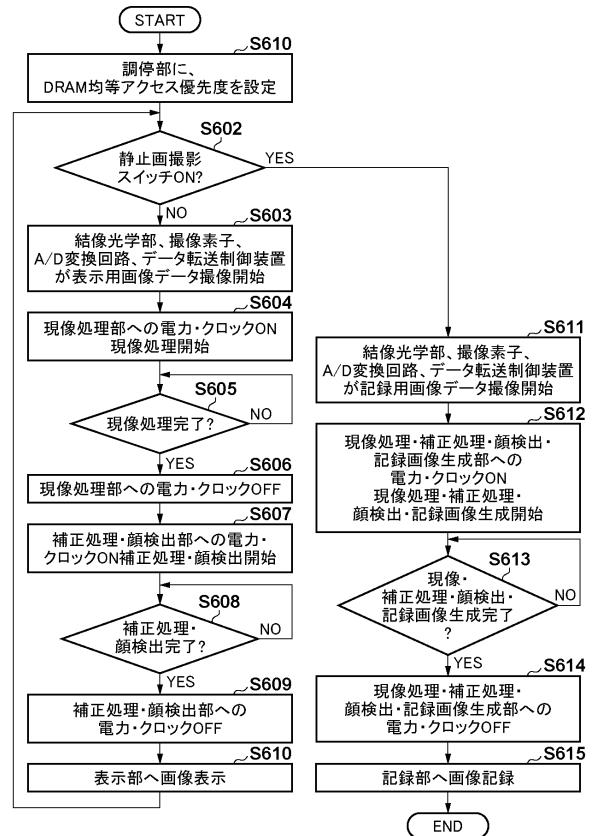 START
S610
調停部に、
DRAM均等アクセス優先度を設定
S602
静止画撮影
スイッチON?
YES
NO
S603
結像光学部、撮像素子、
A/D変換回路、データ転送制御装置
が表示用画像データ撮像開始
S604
現像処理部への電力・クロックON
現像処理開始
S605
現像処理完了?
NO
YES
S606
現像処理部への電力・クロックOFF
S607
補正処理・顔検出部への電力・
クロックON補正処理・顔検出開始
S608
補正処理・
顔検出完了?
NO
YES
S609
補正処理・顔検出部への
電力・クロックOFF
S610
表示部へ画像表示
S611
結像光学部、撮像素子、
A/D変換回路、データ転送制御装置
が記録用画像データ撮像開始
S612
現像処理・補正処理・顔検出・
記録画像生成部への
電力・クロックON
現像処理・補正処理・
顔検出・記録画像生成開始
S613
現像・
補正処理・顔検出・
記録画像生成完了
?
NO
YES
S614
現像処理・補正処理・
顔検出・記録画像生成部への
電力・クロックOFF
S615
記録部へ画像記録
END